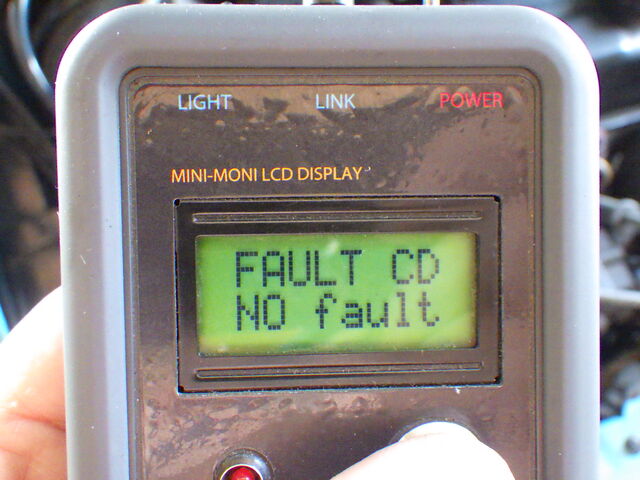 LIGHT LINK POWER
MINI-MONI LCD DISPLAY
FAULT CD
NO fault